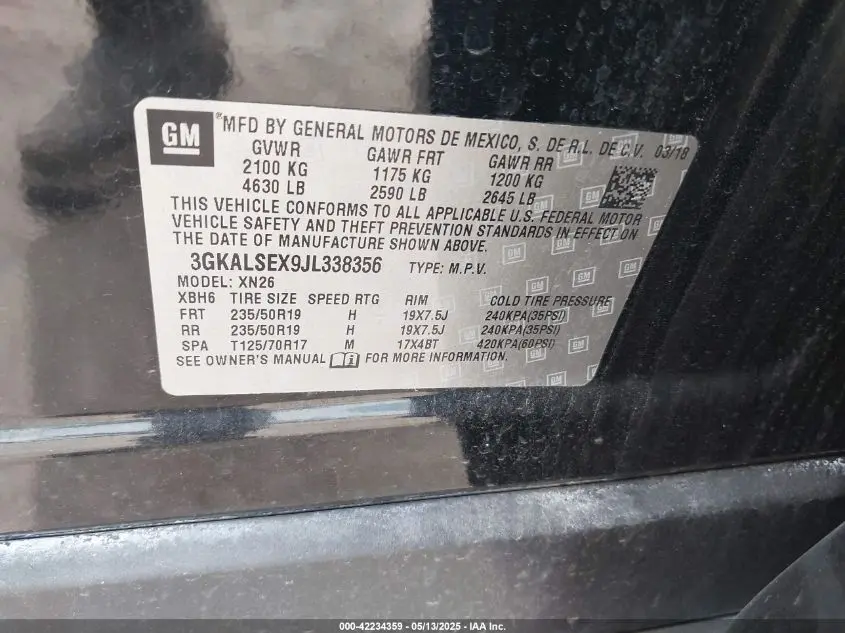 GM
®MFD BY GENERAL MOTORS DE MEXICO, S. DE R.L. DE C.V. 03/18
GVWR GAWR FRT GAWR RR
2100 KG 1175 KG 1200 KG
4630 LB 2590 LB 2645 LB
THIS VEHICLE CONFORMS TO ALL APPLICABLE U.S. FEDERAL MOTOR
VEHICLE SAFETY AND THEFT PREVENTION STANDARDS IN EFFECT ON
THE DATE OF MANUFACTURE SHOWN ABOVE.
3GKALSEX9JL338356 TYPE: M.P.V.
MODEL: XN26
XBH6 TIRE SIZE SPEED RTG RIM COLD TIRE PRESSURE
FRT 235/50R19 H 19X7.5J 240KPA(35PSI)
RR 235/50R19 H 19X7.5J 240KPA(35PSI)
SPA T125/70R17 M 17X4BT 420KPA(60PSI)
SEE OWNER'S MANUAL FOR MORE INFORMATION.
000-42234359 — 05/13/2025 — IAA Inc.